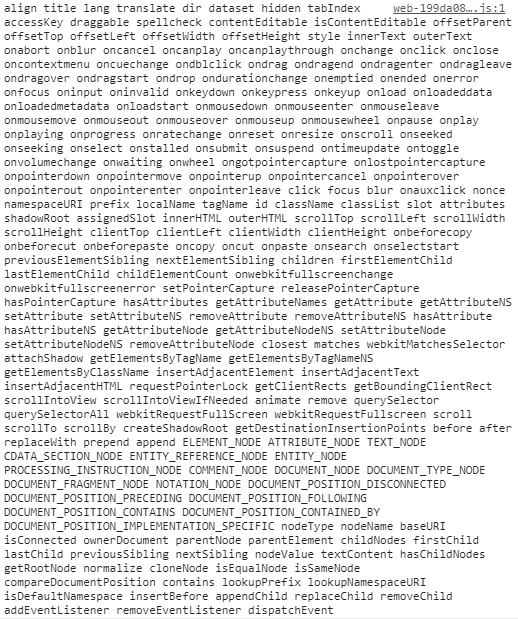 align title lang translate dir dataset hidden tabIndex web-199da08….js:1
accessKey draggable spellcheck contentEditable isContentEditable offsetParent
offsetTop offsetLeft offsetWidth offsetHeight style innerText outerText
onabort onblur oncancel oncanplay oncanplaythrough onchange onclick onclose
oncontextmenu oncuechange ondblclick ondrag ondragend ondragenter ondragleave
ondragover ondragstart ondrop ondurationchange onemptied onended onerror
onfocus oninput oninvalid onkeydown onkeypress onkeyup onload onloadeddata
onloadedmetadata onloadstart onmousedown onmouseenter onmouseleave
onmousemove onmouseout onmouseover onmouseup onmousewheel onpause onplay
onplaying onprogress onratechange onreset onresize onscroll onseeked
onseeking onselect onstalled onsubmit onsuspend ontimeupdate ontoggle
onvolumechange onwaiting onwheel ongotpointercapture onlostpointercapture
onpointerdown onpointermove onpointerup onpointercancel onpointerover
onpointerout onpointerenter onpointerleave click focus blur onauxclick nonce
namespaceURI prefix localName tagName id className classList slot attributes
shadowRoot assignedSlot innerHTML outerHTML scrollTop scrollLeft scrollWidth
scrollHeight clientTop clientLeft clientWidth clientHeight onbeforecopy
onbeforecut onbeforepaste oncopy oncut onpaste onsearch onselectstart
previousElementSibling nextElementSibling children firstElementChild
lastElementChild childElementCount onwebkitfullscreenchange
onwebkitfullscreenerror setPointerCapture releasePointerCapture
hasPointerCapture hasAttributes getAttributeNames getAttribute getAttributeNS
setAttribute setAttributeNS removeAttribute removeAttributeNS hasAttribute
hasAttributeNS getAttributeNode getAttributeNodeNS setAttributeNode
setAttributeNodeNS removeAttributeNode closest matches webkitMatchesSelector
attachShadow getElementsByTagName getElementsByTagNameNS
getElementsByClassName insertAdjacentElement insertAdjacentText
insertAdjacentHTML requestPointerLock getClientRects getBoundingClientRect
scrollIntoView scrollIntoViewIfNeeded animate remove querySelector
querySelectorAll webkitRequestFullScreen webkitRequestFullscreen scroll
scrollTo scrollBy createShadowRoot getDestinationInsertionPoints before after
replaceWith prepend append ELEMENT_NODE ATTRIBUTE_NODE TEXT_NODE
CDATA_SECTION_NODE ENTITY_REFERENCE_NODE ENTITY_NODE
PROCESSING_INSTRUCTION_NODE COMMENT_NODE DOCUMENT_NODE DOCUMENT_TYPE_NODE
DOCUMENT_FRAGMENT_NODE NOTATION_NODE DOCUMENT_POSITION_DISCONNECTED
DOCUMENT_POSITION_PRECEDING DOCUMENT_POSITION_FOLLOWING
DOCUMENT_POSITION_CONTAINS DOCUMENT_POSITION_CONTAINED_BY
DOCUMENT_POSITION_IMPLEMENTATION_SPECIFIC nodeType nodeName baseURI
isConnected ownerDocument parentNode parentElement childNodes firstChild
lastChild previousSibling nextSibling nodeValue textContent hasChildNodes
getRootNode normalize cloneNode isEqualNode isSameNode
compareDocumentPosition contains lookupPrefix lookupNamespaceURI
isDefaultNamespace insertBefore appendChild replaceChild removeChild
addEventListener removeEventListener dispatchEvent